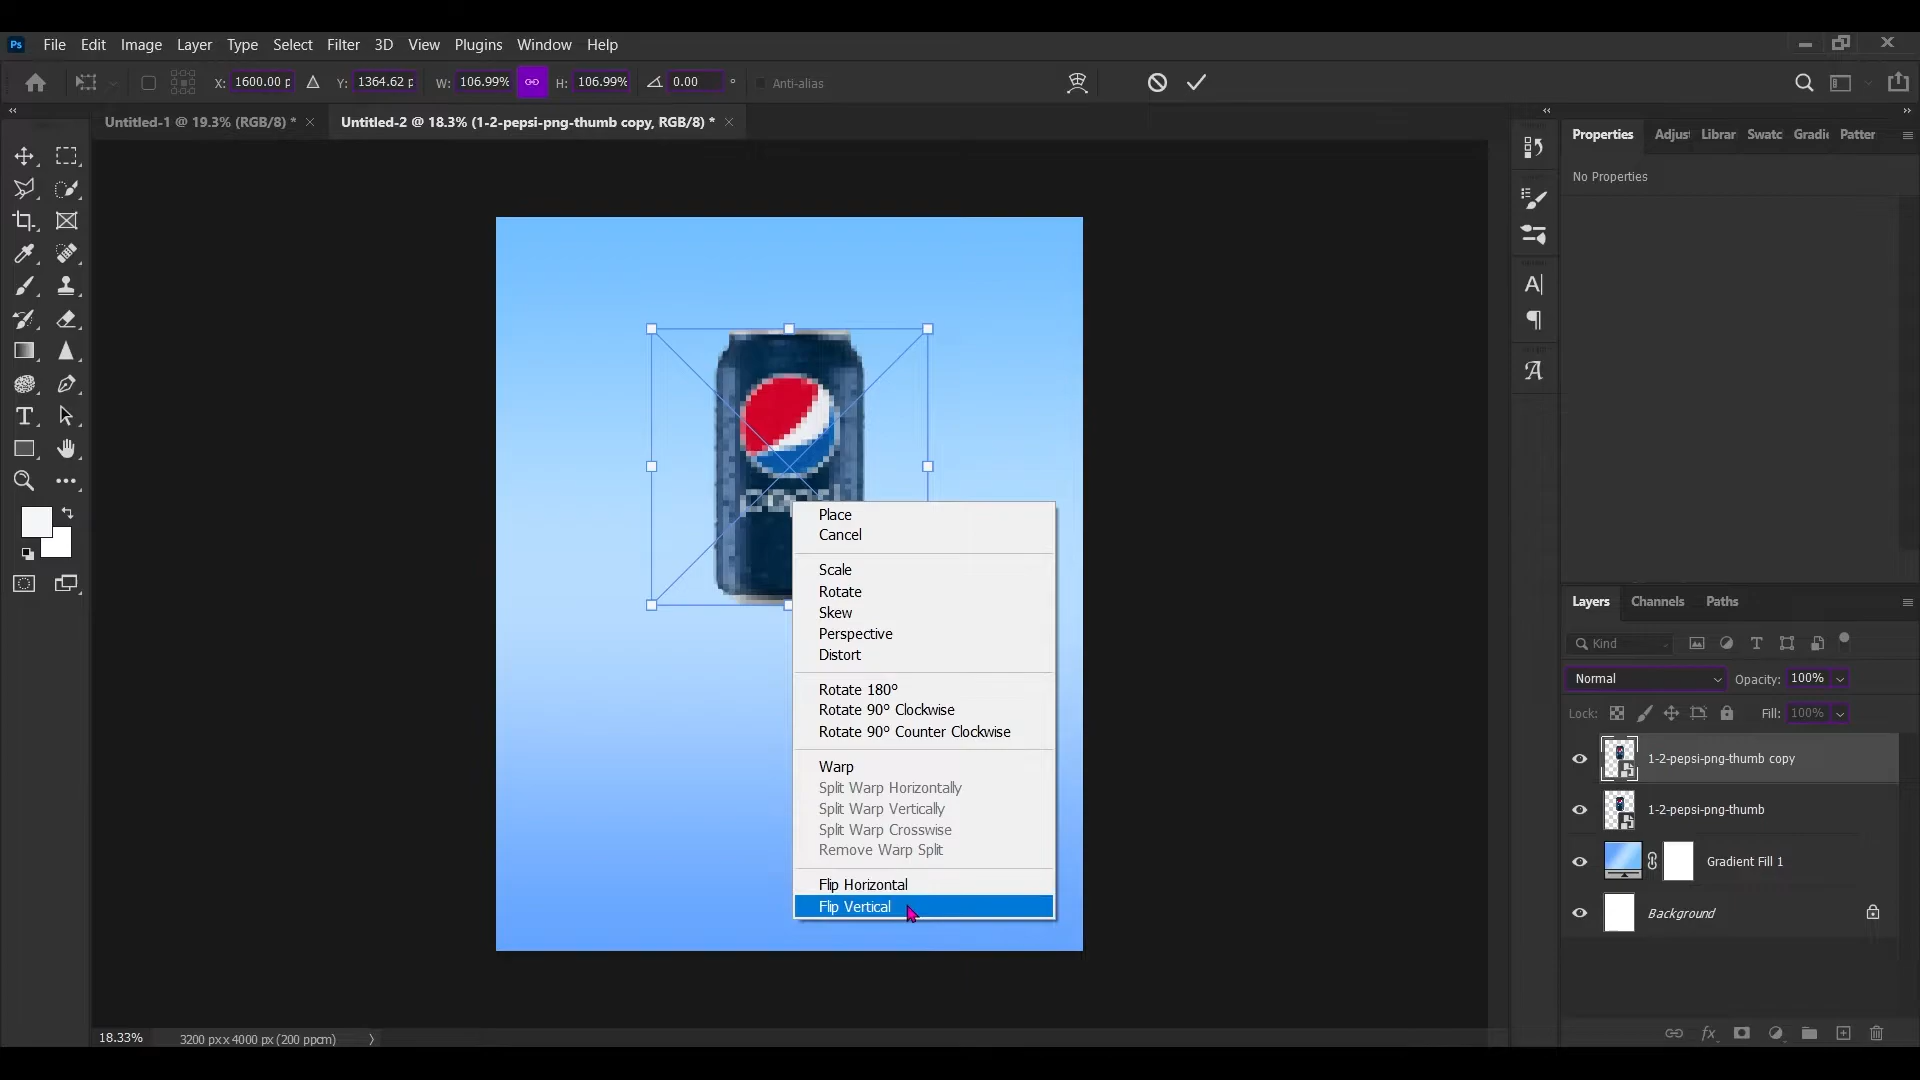 Ps File Edit Image Layer Type Select Filter 3D View Plugins Window Help
X: 1600.00 p Y: 1364.62 p W: 106.99% H: 106.99% 0.00 ° Anti-alias
Untitled-1 @ 19.3% (RGB/8) * Untitled-2 @ 18.3% (1-2-pepsi-png-thumb copy, RGB/8) *
Properties Adjus Librar Swatc Gradi Patter
No Properties
Place
Cancel
Scale
Rotate
Skew
Perspective
Distort
Rotate 180°
Rotate 90° Clockwise
Rotate 90° Counter Clockwise
Warp
Split Warp Horizontally
Split Warp Vertically
Split Warp Crosswise
Remove Warp Split
Flip Horizontal
Flip Vertical
Layers Channels Paths
Kind
Normal Opacity: 100%
Lock: Fill: 100%
1-2-pepsi-png-thumb copy
1-2-pepsi-png-thumb
Gradient Fill 1
Background
18.33% 3200 px x 4000 px (200 ppcm)